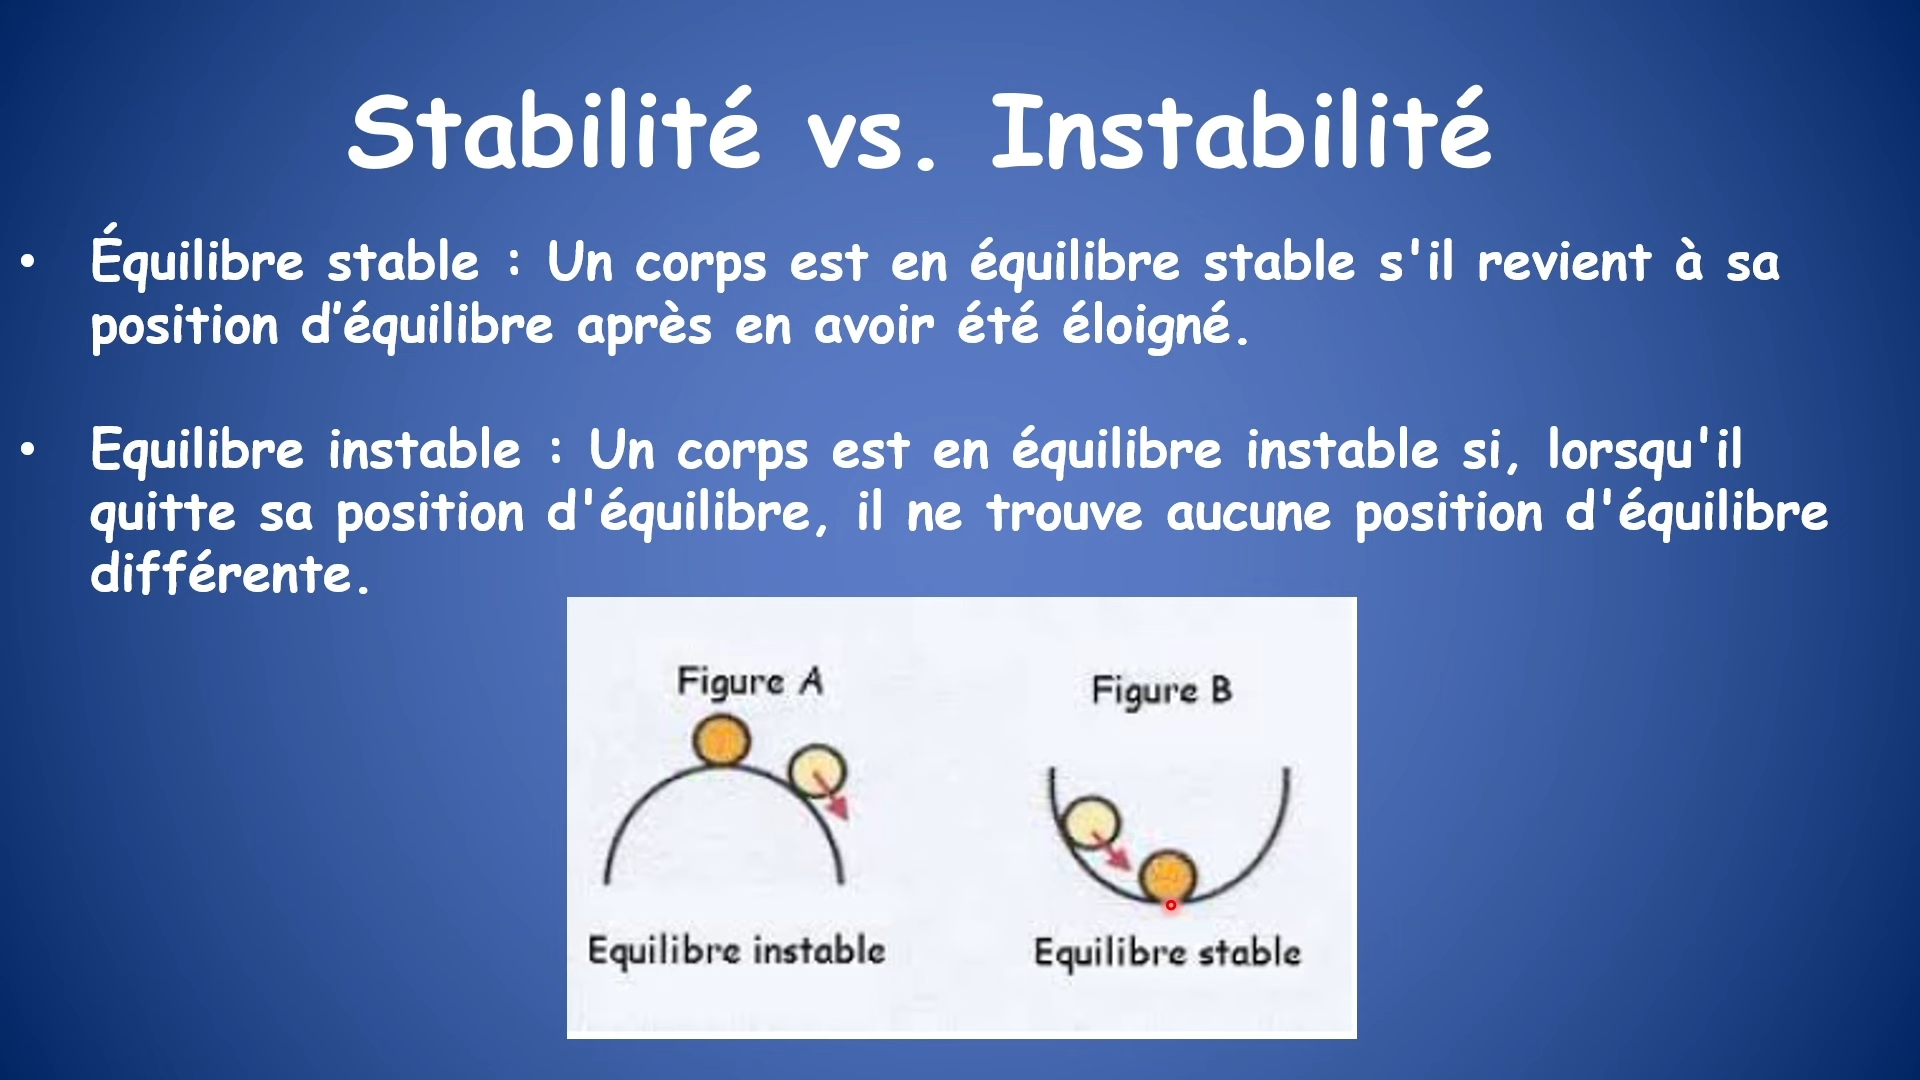 Stabilité vs. Instabilité
• Équilibre stable : Un corps est en équilibre stable s'il revient à sa
position d’équilibre après en avoir été éloigné.
• Equilibre instable : Un corps est en équilibre instable si, lorsqu'il
quitte sa position d'équilibre, il ne trouve aucune position d'équilibre
différente.
Figure A
Figure B
Equilibre instable
Equilibre stable